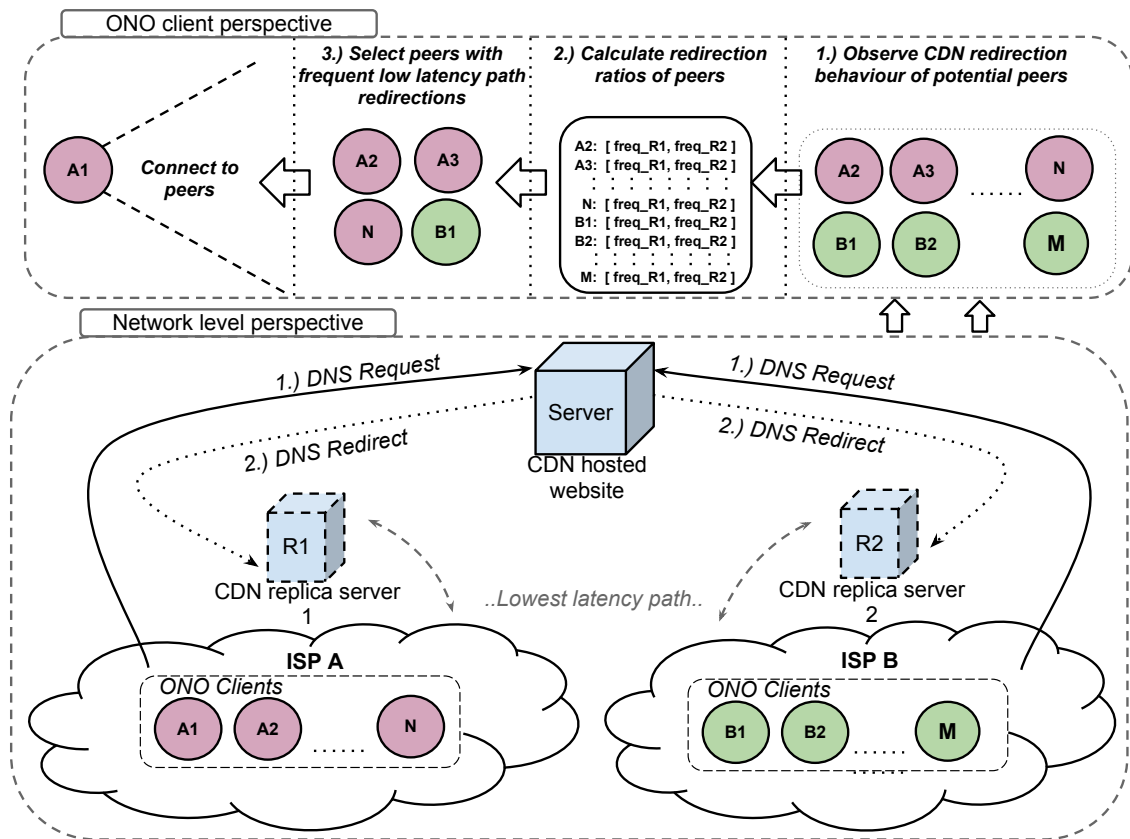 ONO client perspective
3.) Select peers with
frequent low latency path
redirections
2.) Calculate redirection
ratios of peers
1.) Observe CDN redirection
behaviour of potential peers
A1
Connect to
peers
A2
A3
N
B1
A2: [ freq_R1, freq_R2 ]
A3: [ freq_R1, freq_R2 ]
N: [ freq_R1, freq_R2 ]
B1: [ freq_R1, freq_R2 ]
B2: [ freq_R1, freq_R2 ]
M: [ freq_R1, freq_R2 ]
A2
A3
......
N
B1
B2
M
Network level perspective
1.) DNS Request
2.) DNS Redirect
Server
CDN hosted
website
1.) DNS Request
2.) DNS Redirect
R1
CDN replica server
1
..Lowest latency path..
R2
CDN replica server
2
ISP A
ONO Clients
A1
A2
......
N
ISP B
ONO Clients
B1
B2
......
M
......